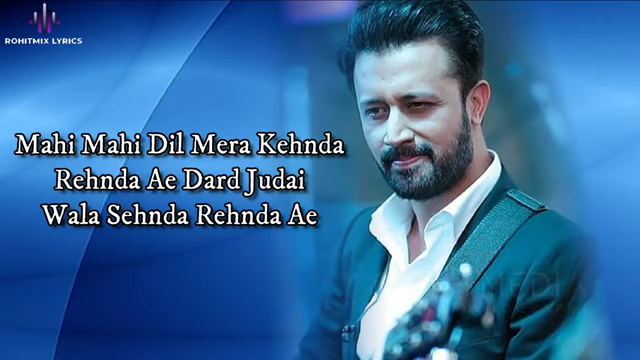 ROHITMIX LYRICS
Mahi Mahi Dil Mera Kehnda
Rehnda Ae Dard Judai
Wala Sehnda Rehnda Ae